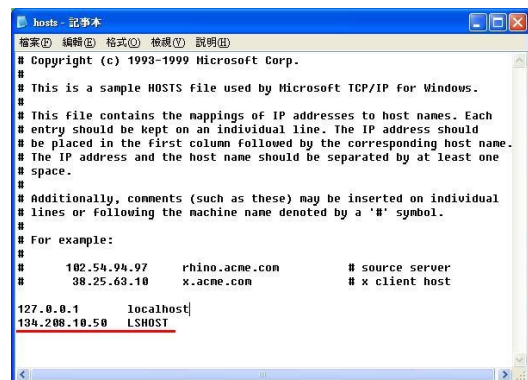 hosts - 記事本
檔案(F) 編輯(E) 格式(O) 檢視(V) 說明(H)
# Copyright (c) 1993-1999 Microsoft Corp.
#
# This is a sample HOSTS file used by Microsoft TCP/IP for Windows.
#
# This file contains the mappings of IP addresses to host names. Each
# entry should be kept on an individual line. The IP address should
# be placed in the first column followed by the corresponding host name.
# The IP address and the host name should be separated by at least one
# space.
#
# Additionally, comments (such as these) may be inserted on individual
# lines or following the machine name denoted by a '#' symbol.
#
# For example:
#
#      102.54.94.97     rhino.acme.com          # source server
#       38.25.63.10     x.acme.com              # x client host

127.0.0.1       localhost
134.208.10.50   LSHOST